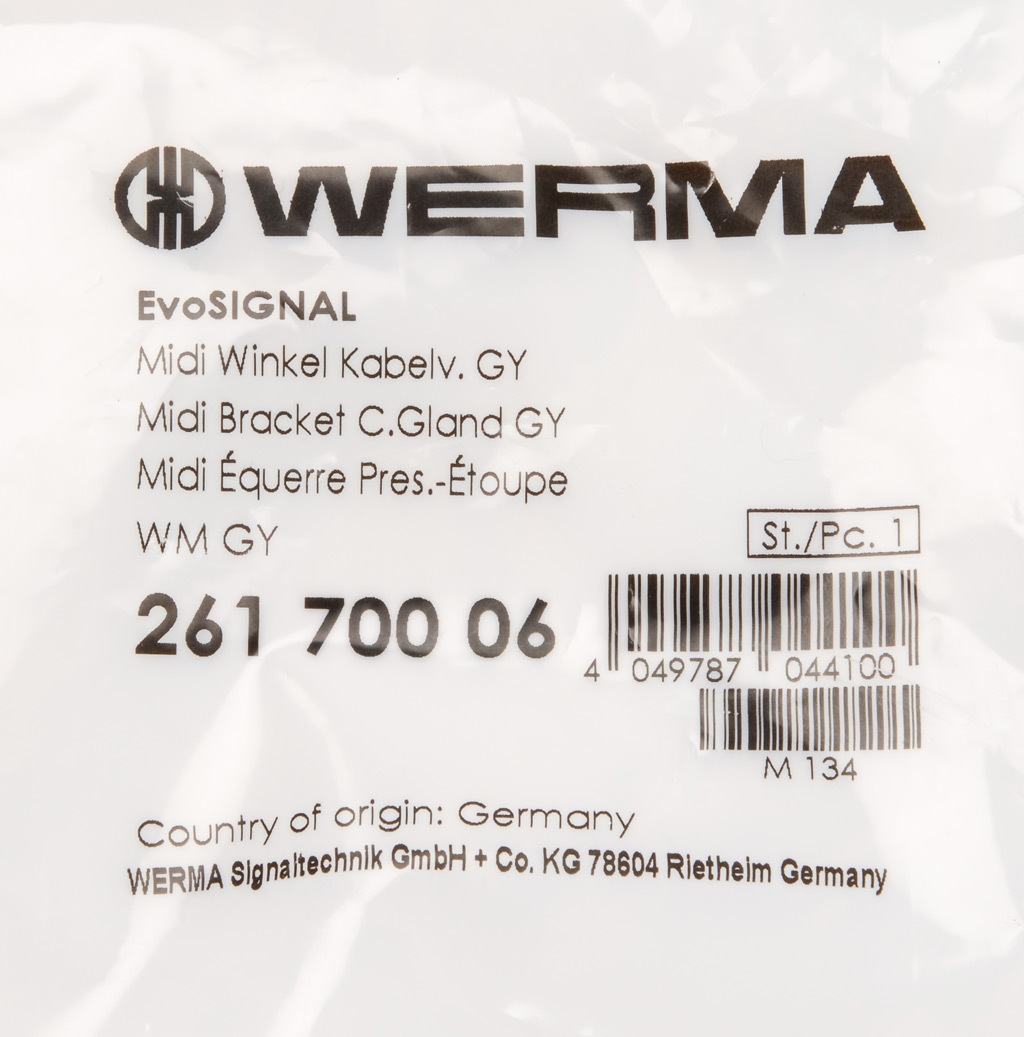 WERMA
EvoSIGNAL
Midi Winkel Kabelv. GY
Midi Bracket C.Gland GY
Midi Équerre Pres.-Étoupe
WM GY
St./Pc. 1
261 700 06
4 049787 044100
M 134
Country of origin: Germany
WERMA Signaltechnik GmbH + Co. KG 78604 Rietheim Germany